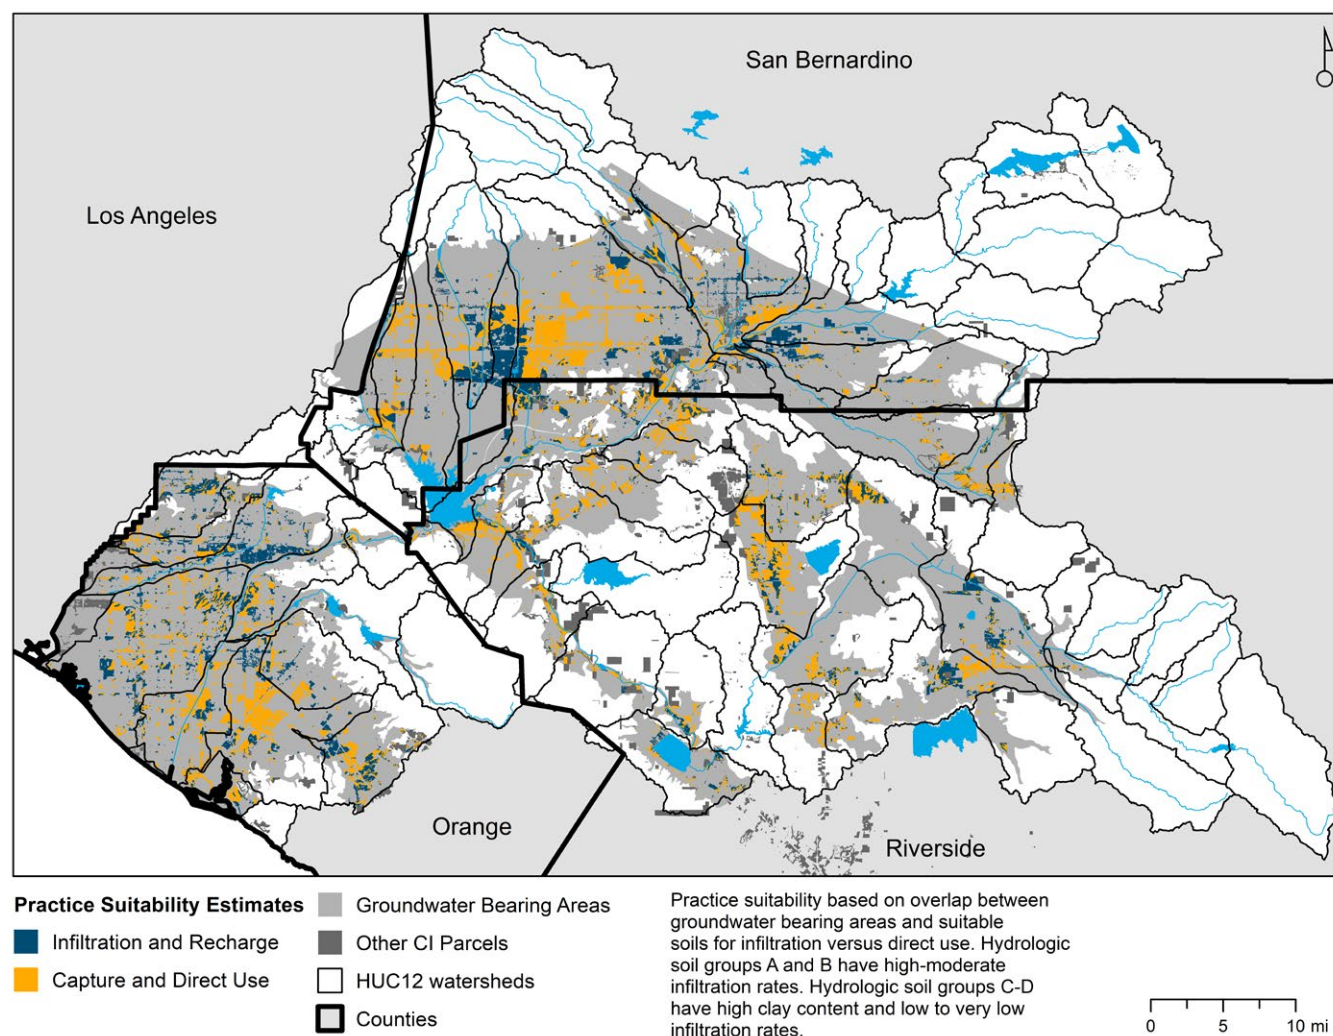 San Bernardino
Los Angeles
Orange
Riverside
Practice Suitability Estimates
Infiltration and Recharge
Capture and Direct Use
Groundwater Bearing Areas
Other CI Parcels
HUC12 watersheds
Counties
Practice suitability based on overlap between
groundwater bearing areas and suitable
soils for infiltration versus direct use. Hydrologic
soil groups A and B have high-moderate
infiltration rates. Hydrologic soil groups C-D
have high clay content and low to very low
infiltration rates.
0 5 10 mi